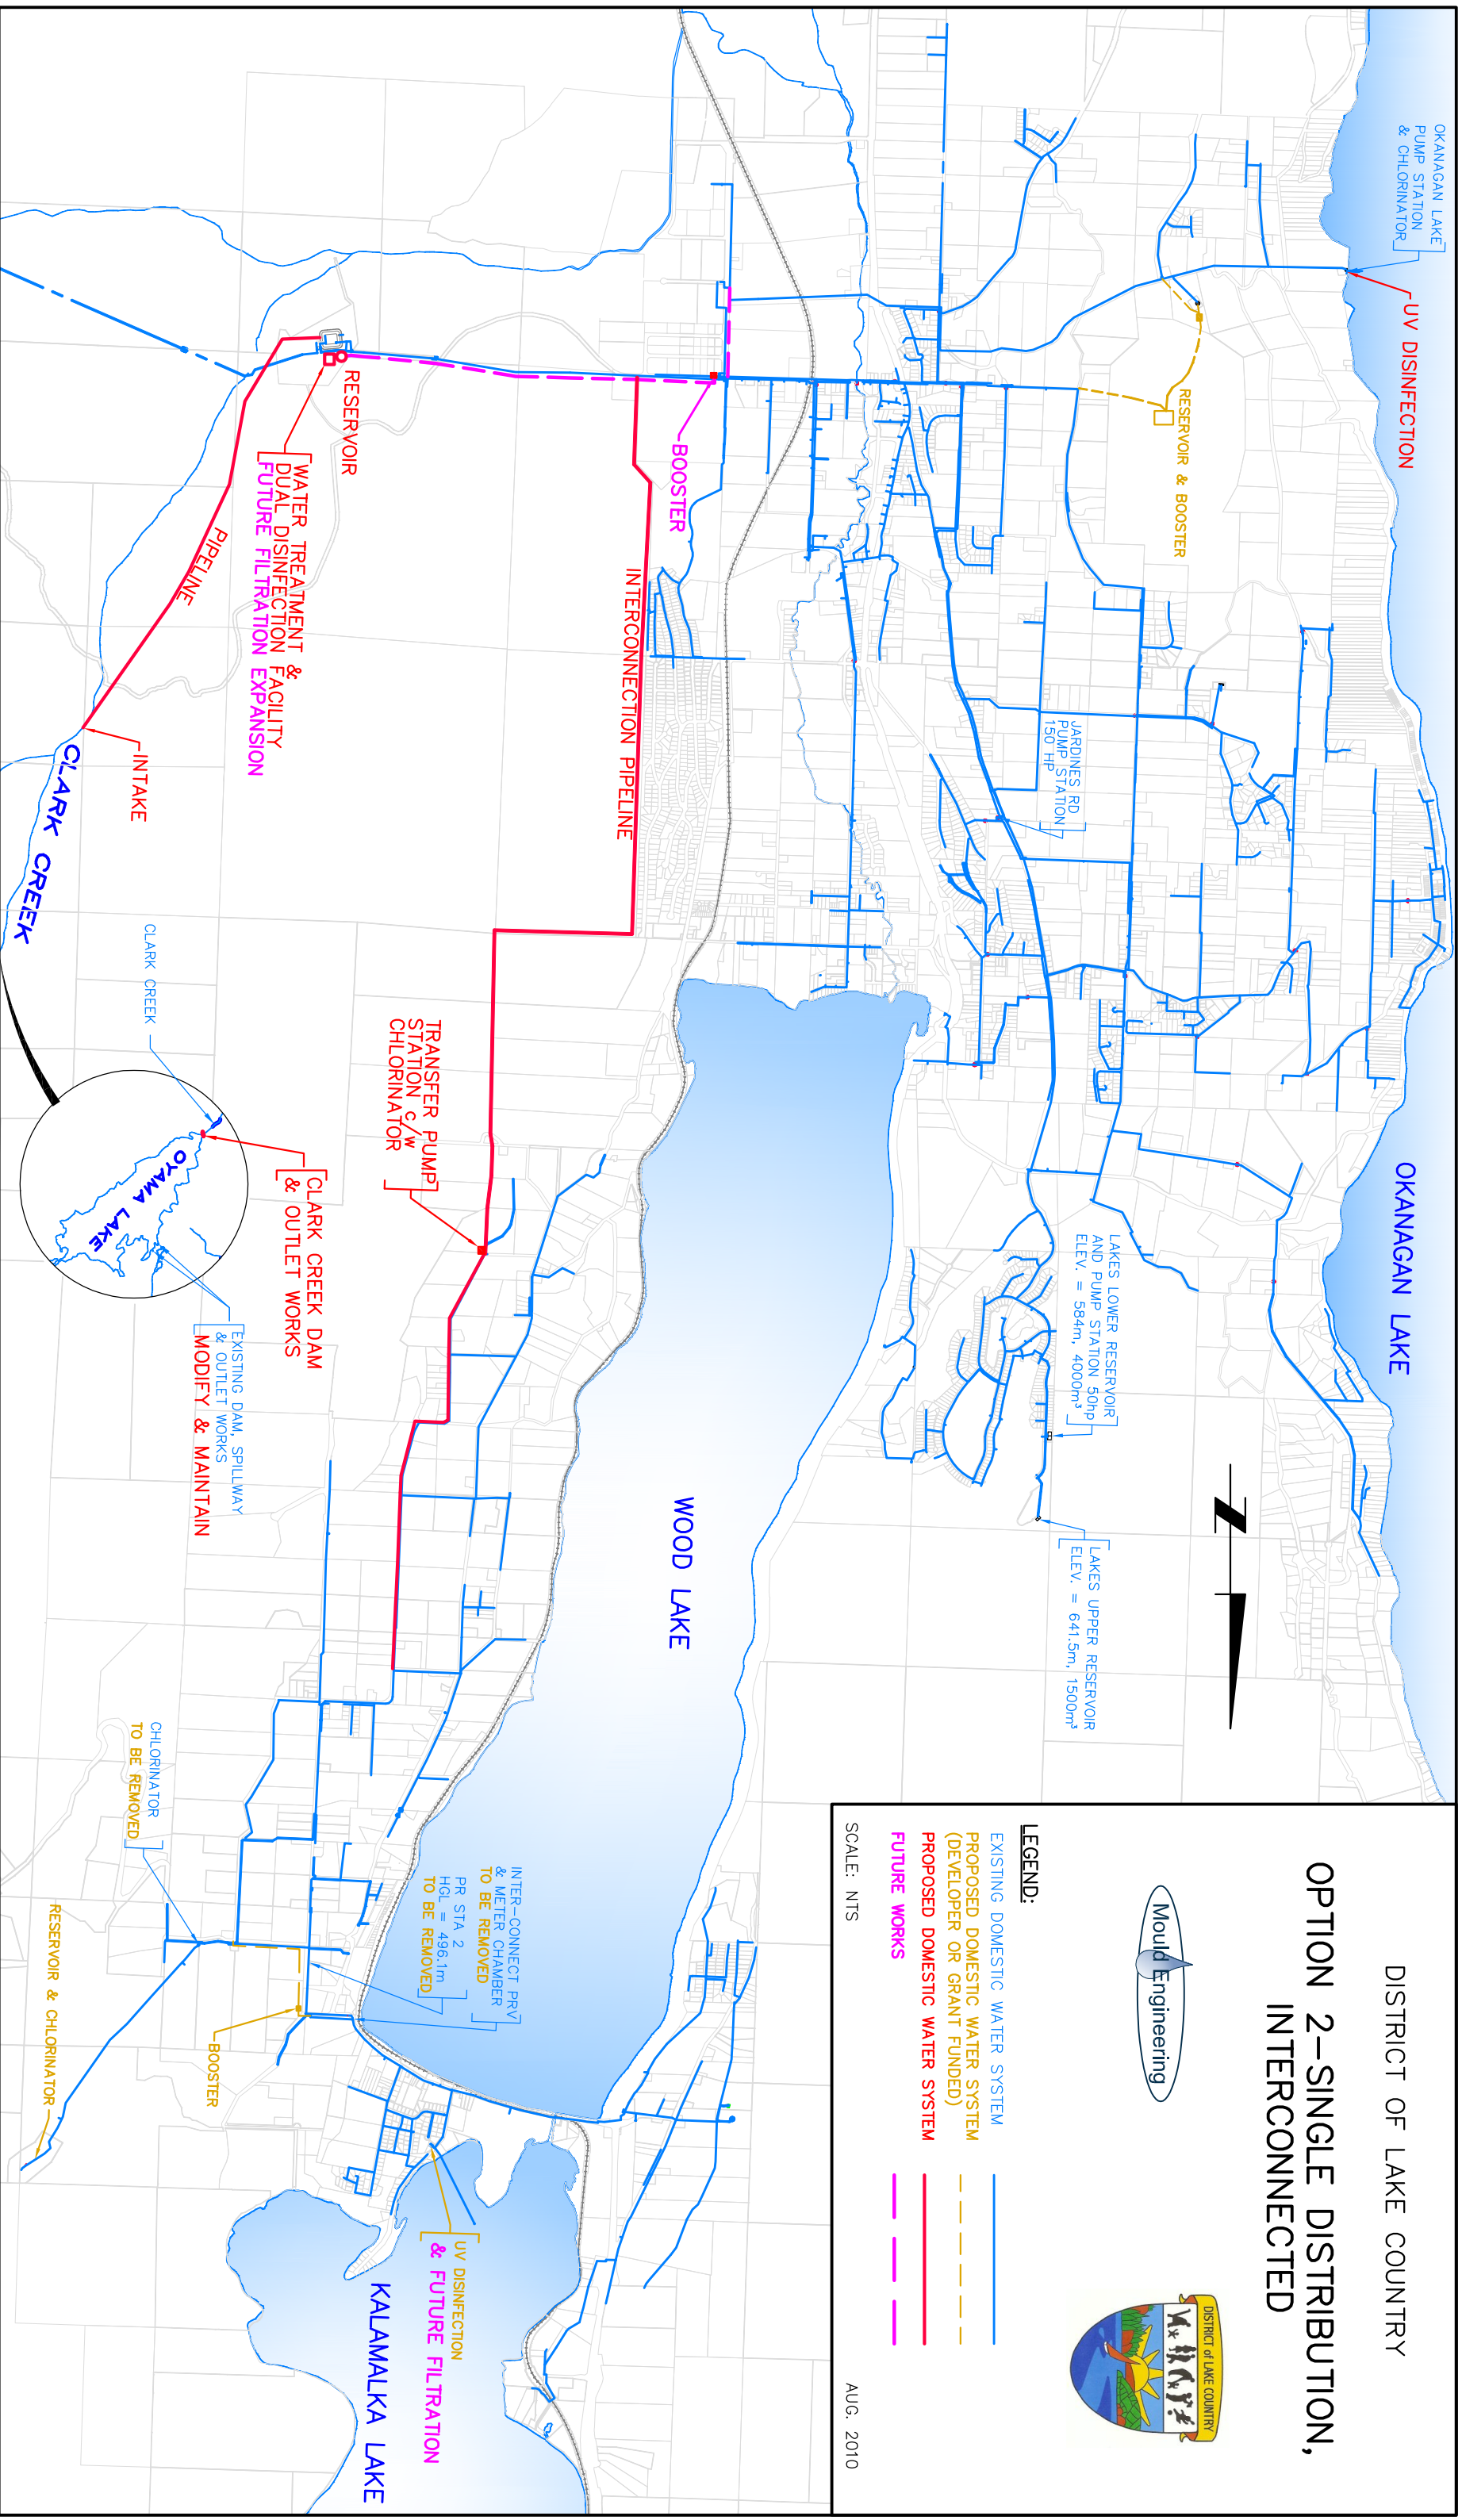 DISTRICT OF LAKE COUNTRY
OPTION 2-SINGLE DISTRIBUTION,
INTERCONNECTED
Mould Engineering
DISTRICT of LAKE COUNTRY
LEGEND:
EXISTING DOMESTIC WATER SYSTEM
PROPOSED DOMESTIC WATER SYSTEM
(DEVELOPER OR GRANT FUNDED)
PROPOSED DOMESTIC WATER SYSTEM
FUTURE WORKS
SCALE: NTS
AUG. 2010
OKANAGAN LAKE
PUMP STATION
& CHLORINATOR
UV DISINFECTION
RESERVOIR & BOOSTER
OKANAGAN LAKE
JARDINES RD
PUMP STATION
150 HP
LAKES LOWER RESERVOIR
AND PUMP STATION 50hp
ELEV. = 584m, 4000m³
LAKES UPPER RESERVOIR
ELEV. = 641.5m, 1500m³
BOOSTER
INTERCONNECTION PIPELINE
WOOD LAKE
RESERVOIR
WATER TREATMENT &
DUAL DISINFECTION FACILITY
FUTURE FILTRATION EXPANSION
PIPELINE
INTAKE
CLARK CREEK
TRANSFER PUMP
STATION c/w
CHLORINATOR
CLARK CREEK
OYAMA LAKE
CLARK CREEK DAM
& OUTLET WORKS
EXISTING DAM, SPILLWAY
& OUTLET WORKS
MODIFY & MAINTAIN
INTER-CONNECT PRV
& METER CHAMBER
TO BE REMOVED
PR STA 2
HGL = 496.1m
TO BE REMOVED
CHLORINATOR
TO BE REMOVED
BOOSTER
RESERVOIR & CHLORINATOR
UV DISINFECTION
& FUTURE FILTRATION
KALAMALKA LAKE